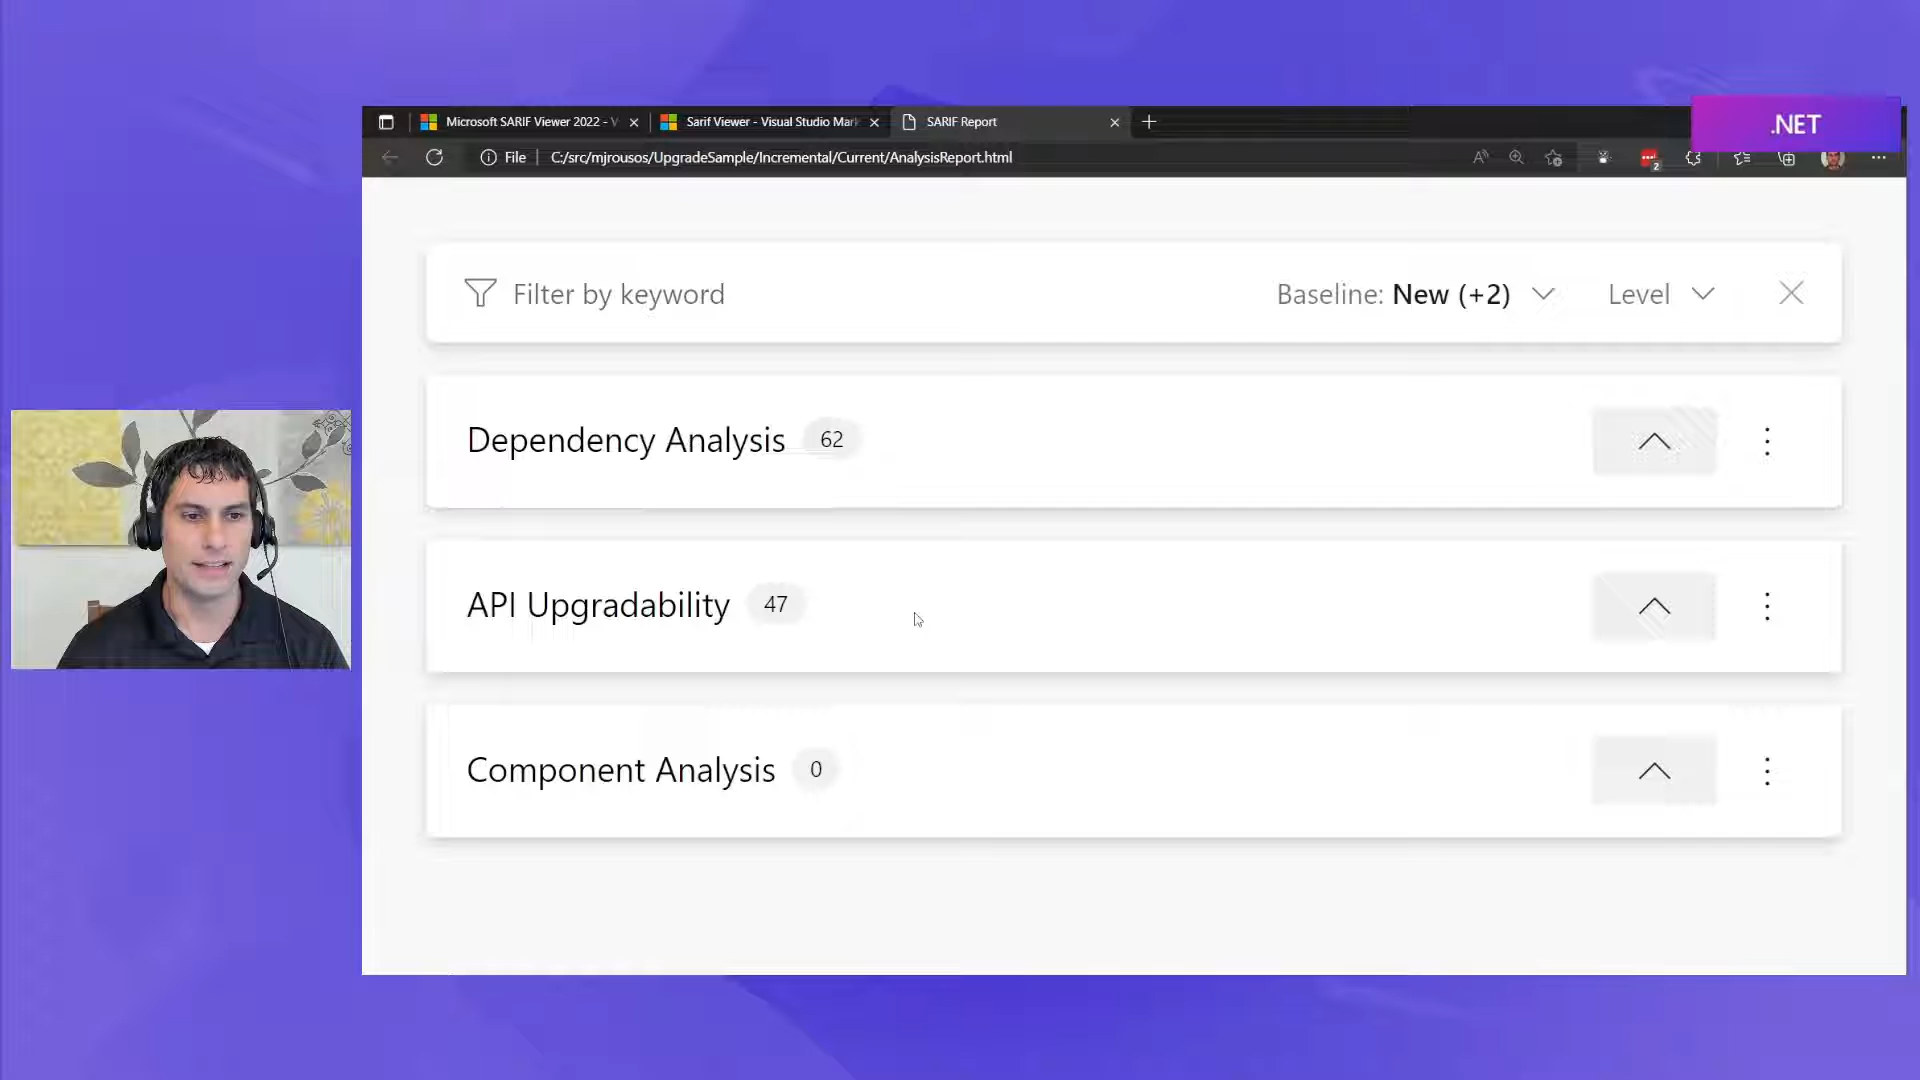 Microsoft SARIF Viewer 2022 - V
Sarif Viewer - Visual Studio Mark
SARIF Report
.NET
File
C:/src/mjrousos/UpgradeSample/Incremental/Current/AnalysisReport.html
2
Filter by keyword
Baseline: New (+2)
Level
Dependency Analysis 62
API Upgradability 47
Component Analysis 0